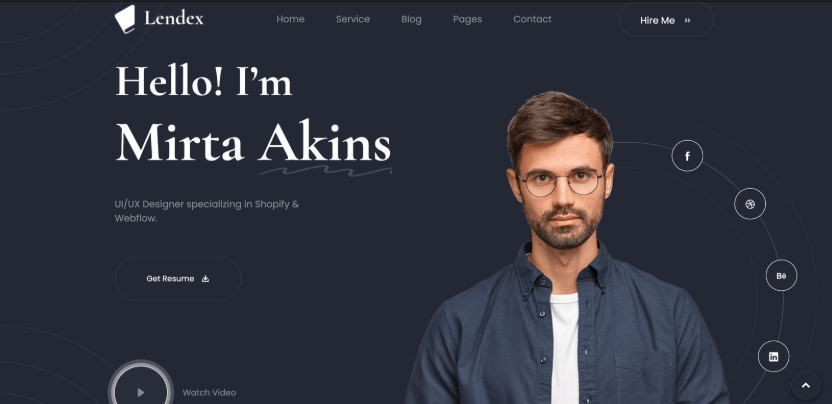 Lendex
Home Service Blog Pages Contact
Hire Me »
Hello! I'm
Mirta Akins
UI/UX Designer specializing in Shopify &
Webflow.
Get Resume
Watch Video
f
Bē
in